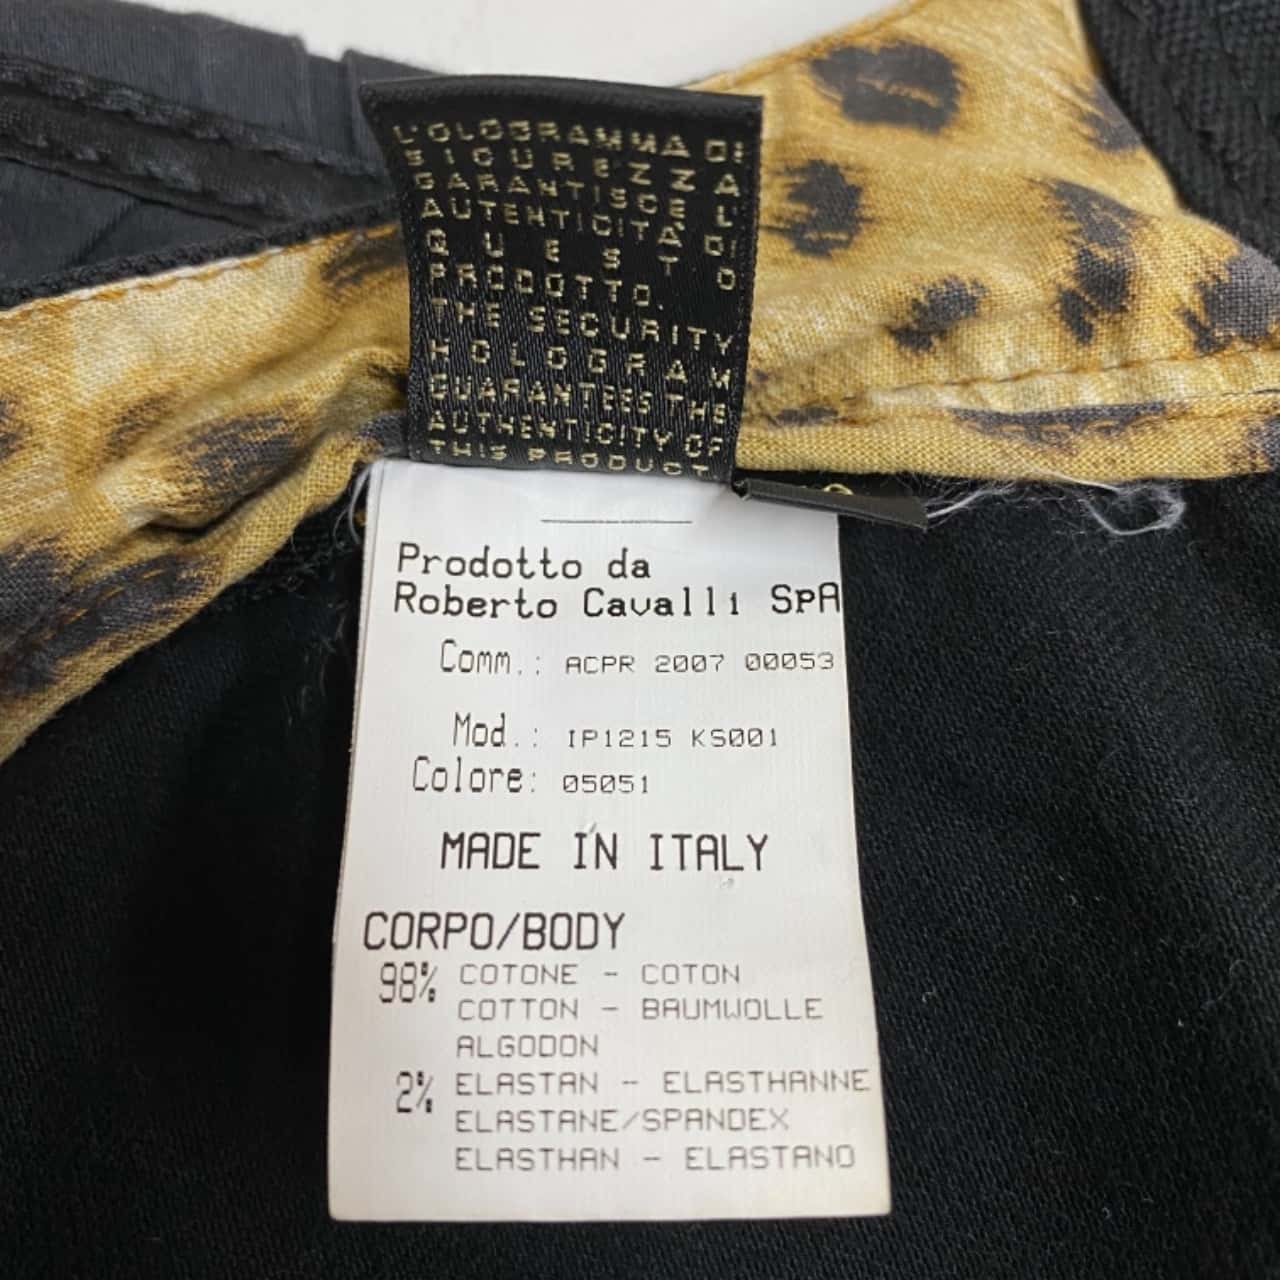 L'OLOGRAMMA DI
SICUREZZA
GARANTISCE L'
AUTENTICITÀ DI
QUESTO
PRODOTTO.
THE SECURITY
HOLOGRAM
GUARANTEES THE
AUTHENTICITY OF
THIS PRODUCT
Prodotto da
Roberto Cavalli SpA
Comm.: ACPR 2007 00053
Mod.: IP1215 KS001
Colore: 05051
MADE IN ITALY
CORPO/BODY
98% COTONE - COTON
COTTON - BAUMWOLLE
ALGODON
2% ELASTAN - ELASTHANNE
ELASTANE/SPANDEX
ELASTHAN - ELASTANO